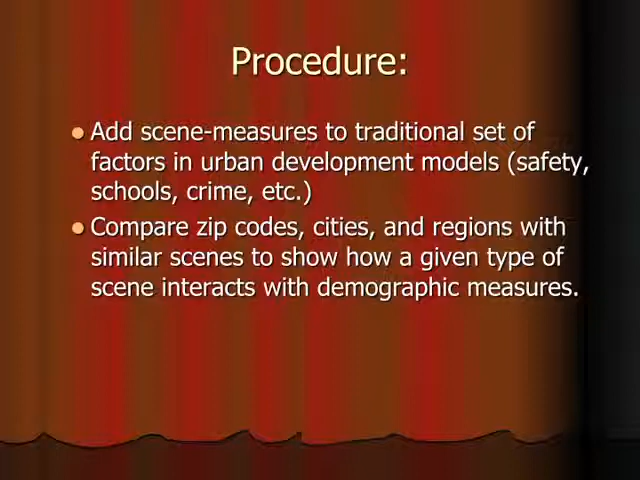 Procedure:
Add scene-measures to traditional set of
factors in urban development models (safety,
schools, crime, etc.)
Compare zip codes, cities, and regions with
similar scenes to show how a given type of
scene interacts with demographic measures.